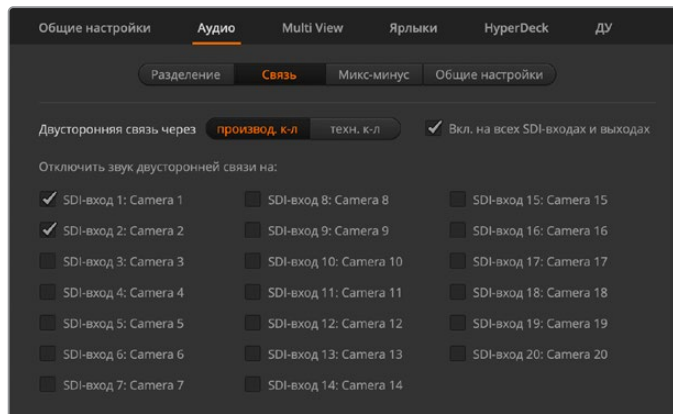 Общие настройки Аудио Multi View Ярлыки HyperDeck ДУ
Разделение Связь Микс-минус Общие настройки
Двусторонняя связь через производ. к-л техн. к-л Вкл. на всех SDI-входах и выходах
Отключить звук двусторонней связи на:
SDI-вход 1: Camera 1 SDI-вход 8: Camera 8 SDI-вход 15: Camera 15
SDI-вход 2: Camera 2 SDI-вход 9: Camera 9 SDI-вход 16: Camera 16
SDI-вход 3: Camera 3 SDI-вход 10: Camera 10 SDI-вход 17: Camera 17
SDI-вход 4: Camera 4 SDI-вход 11: Camera 11 SDI-вход 18: Camera 18
SDI-вход 5: Camera 5 SDI-вход 12: Camera 12 SDI-вход 19: Camera 19
SDI-вход 6: Camera 6 SDI-вход 13: Camera 13 SDI-вход 20: Camera 20
SDI-вход 7: Camera 7 SDI-вход 14: Camera 14